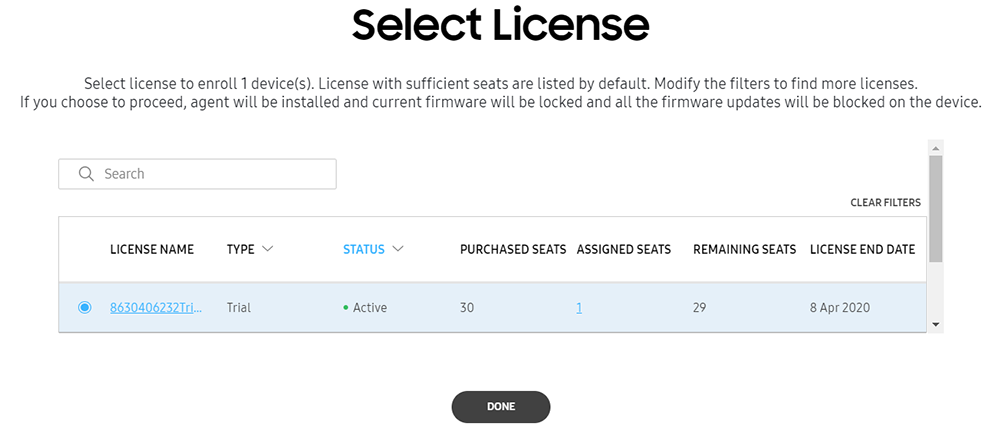 Select License
Select license to enroll 1 device(s). License with sufficient seats are listed by default. Modify the filters to find more licenses.
If you choose to proceed, agent will be installed and current firmware will be locked and all the firmware updates will be blocked on the device.
Search
CLEAR FILTERS
LICENSE NAME TYPE STATUS PURCHASED SEATS ASSIGNED SEATS REMAINING SEATS LICENSE END DATE
8630406232Tri... Trial Active 30 1 29 8 Apr 2020
DONE